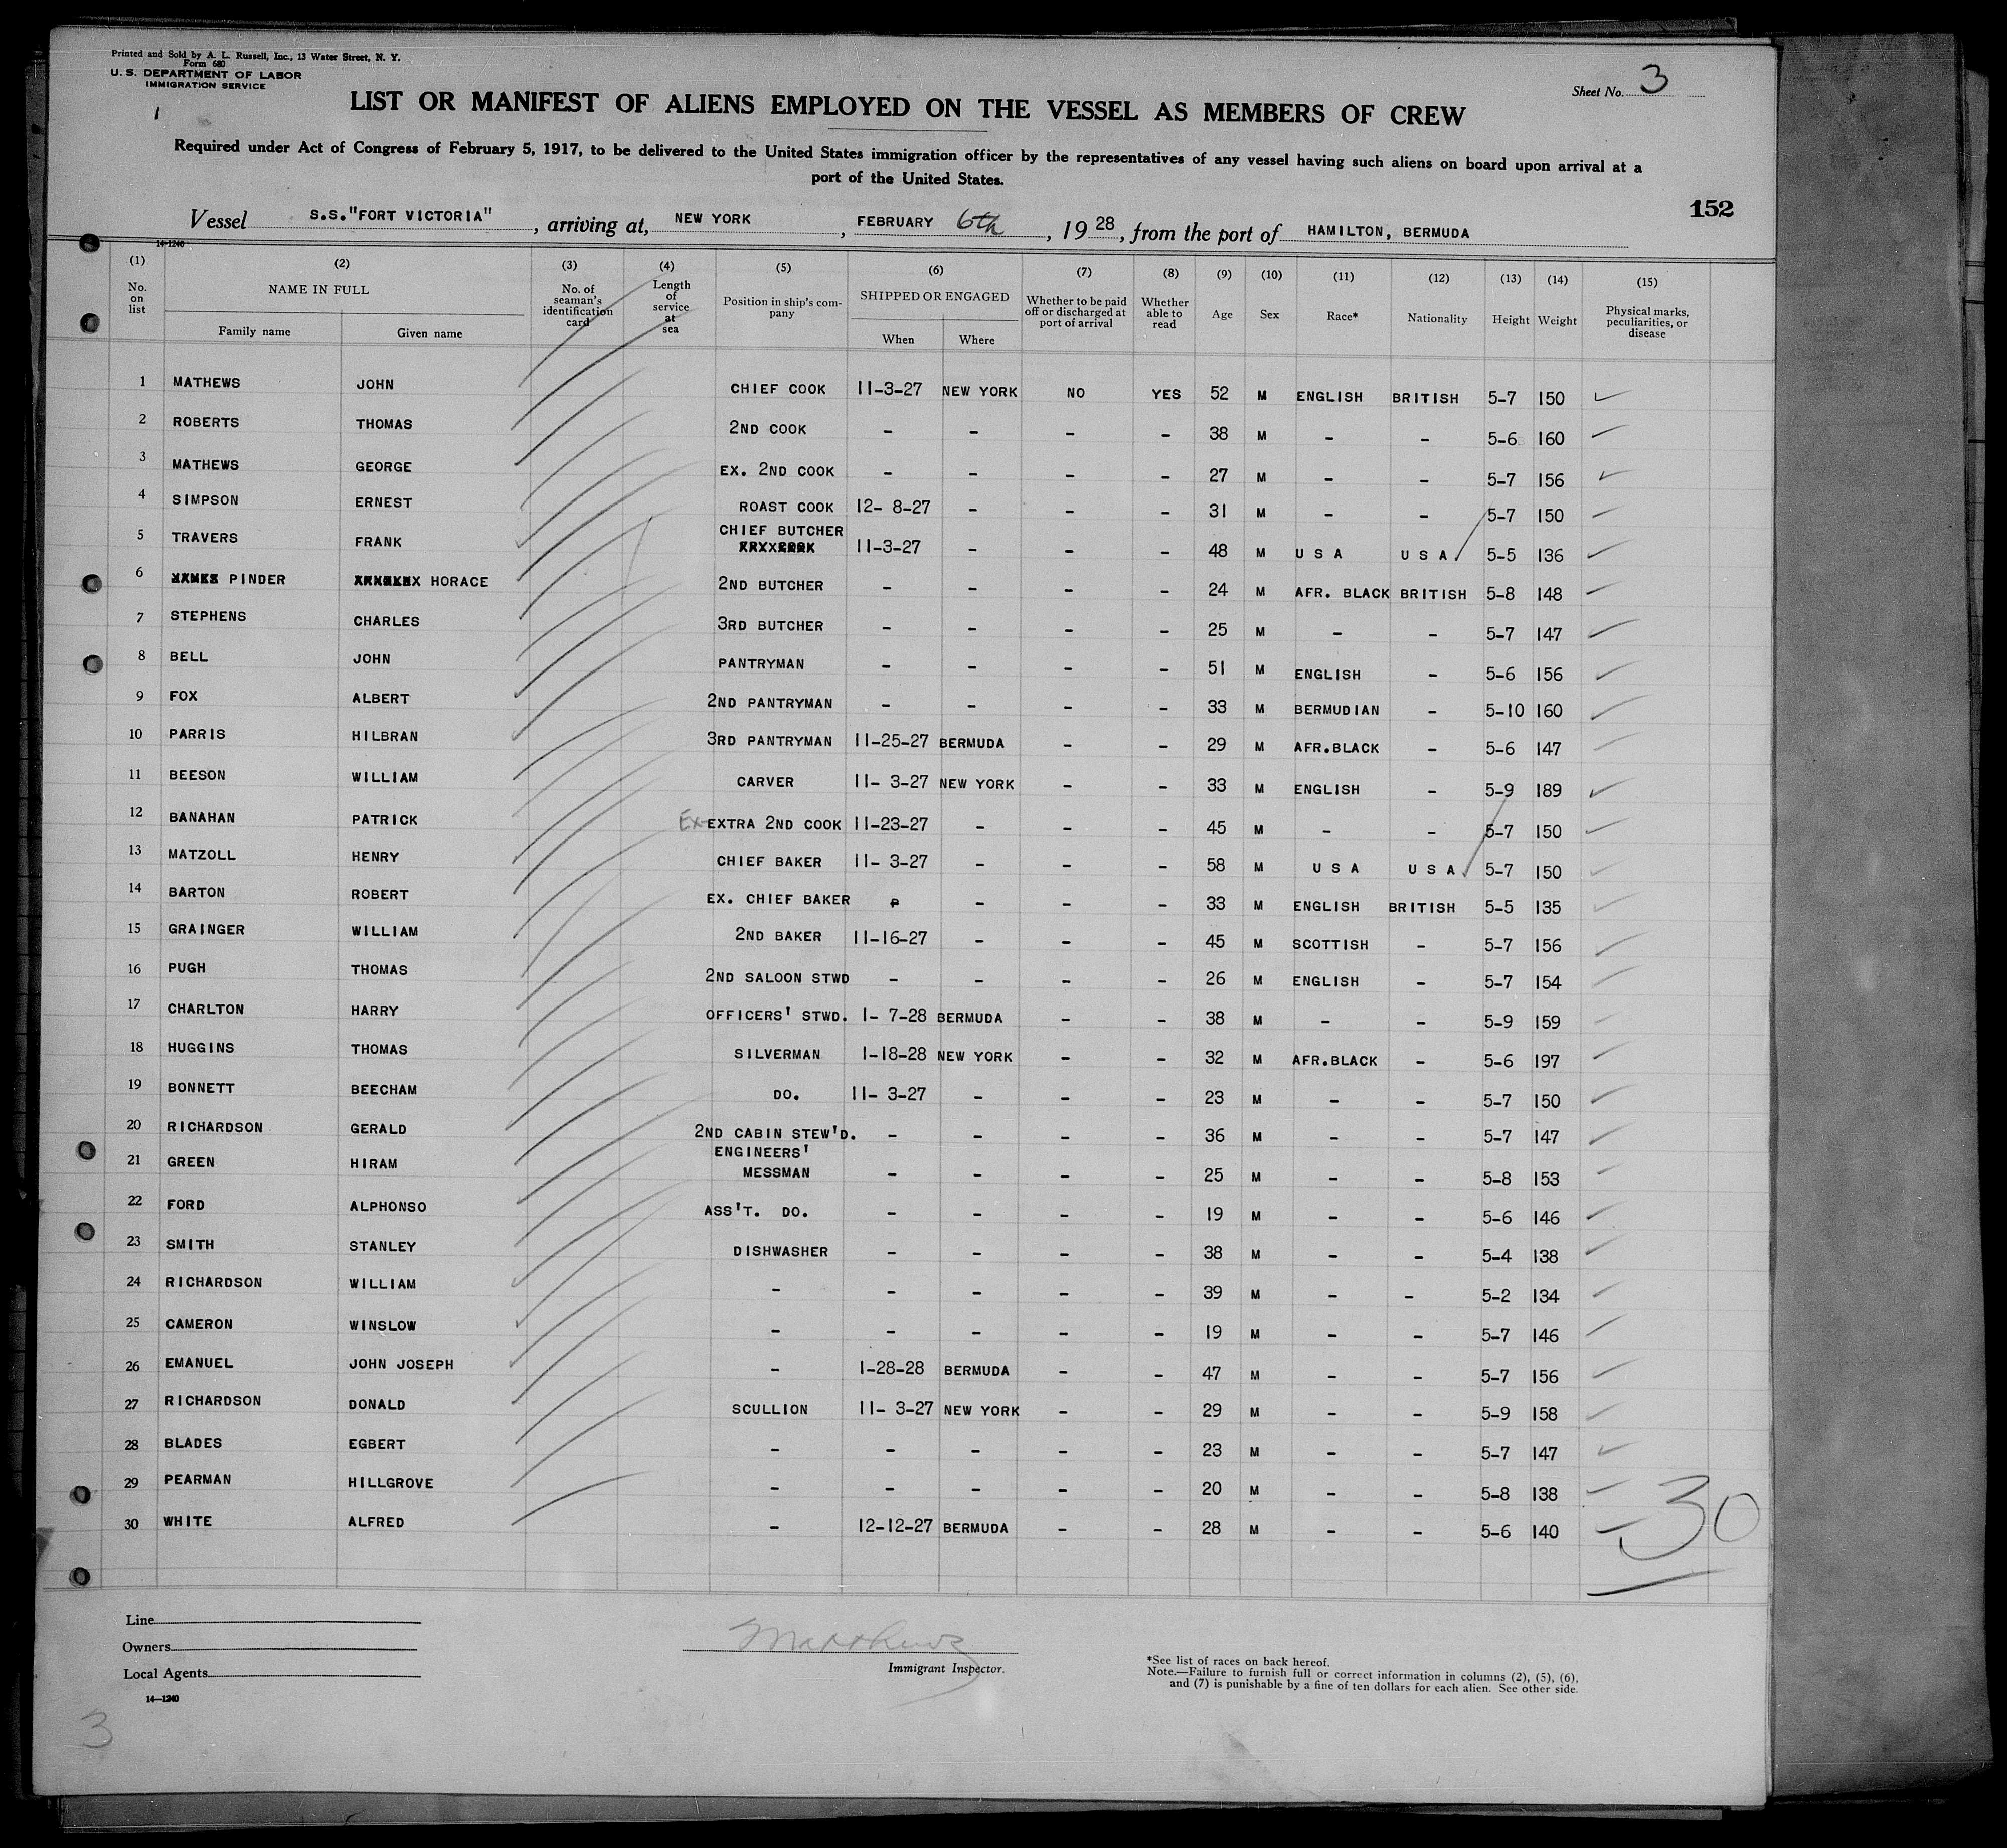 Printed and Sold by A. L. Russell, Inc., 13 Water Street, N. Y.
Form 680
U. S. DEPARTMENT OF LABOR
IMMIGRATION SERVICE
1
Sheet No. 3
LIST OR MANIFEST OF ALIENS EMPLOYED ON THE VESSEL AS MEMBERS OF CREW
Required under Act of Congress of February 5, 1917, to be delivered to the United States immigration officer by the representatives of any vessel having such aliens on board upon arrival at a
port of the United States.
152
Vessel S.S."FORT VICTORIA", arriving at, NEW YORK, FEBRUARY 6th, 1928, from the port of HAMILTON, BERMUDA
14-1240
(1) (2) (3) (4) (5) (6) (7) (8) (9) (10) (11) (12) (13) (14) (15)
No. on list NAME IN FULL Family name Given name No. of seaman's identification card Length of service at sea Position in ship's company SHIPPED OR ENGAGED When Where Whether to be paid off or discharged at port of arrival Whether able to read Age Sex Race* Nationality Height Weight Physical marks, peculiarities, or disease
1 MATHEWS JOHN CHIEF COOK 11-3-27 NEW YORK NO YES 52 M ENGLISH BRITISH 5-7 150
2 ROBERTS THOMAS 2ND COOK - - - - 38 M - - 5-6 160
3 MATHEWS GEORGE EX. 2ND COOK - - - - 27 M - - 5-7 156
4 SIMPSON ERNEST ROAST COOK 12- 8-27 - - - 31 M - - 5-7 150
5 TRAVERS FRANK CHIEF BUTCHER 11-3-27 - - - 48 M U S A U S A. 5-5 136
6 PINDER HORACE 2ND BUTCHER - - - - 24 M AFR. BLACK BRITISH 5-8 148
7 STEPHENS CHARLES 3RD BUTCHER - - - - 25 M - - 5-7 147
8 BELL JOHN PANTRYMAN - - - - 51 M ENGLISH - 5-6 156
9 FOX ALBERT 2ND PANTRYMAN - - - - 33 M BERMUDIAN - 5-10 160
10 PARRIS HILBRAN 3RD PANTRYMAN 11-25-27 BERMUDA - - 29 M AFR.BLACK - 5-6 147
11 BEESON WILLIAM CARVER 11- 3-27 NEW YORK - - 33 M ENGLISH - 5-9 189
12 BANAHAN PATRICK Ex EXTRA 2ND COOK 11-23-27 - - - 45 M - - 5-7 150
13 MATZOLL HENRY CHIEF BAKER 11- 3-27 - - - 58 M U S A U S A. 5-7 150
14 BARTON ROBERT EX. CHIEF BAKER P - - - 33 M ENGLISH BRITISH 5-5 135
15 GRAINGER WILLIAM 2ND BAKER 11-16-27 - - - 45 M SCOTTISH - 5-7 156
16 PUGH THOMAS 2ND SALOON STWD - - - - 26 M ENGLISH - 5-7 154
17 CHARLTON HARRY OFFICERS' STWD. 1- 7-28 BERMUDA - - 38 M - - 5-9 159
18 HUGGINS THOMAS SILVERMAN 1-18-28 NEW YORK - - 32 M AFR.BLACK - 5-6 197
19 BONNETT BEECHAM DO. 11- 3-27 - - - 23 M - - 5-7 150
20 RICHARDSON GERALD 2ND CABIN STEW'D. - - - - 36 M - - 5-7 147
21 GREEN HIRAM ENGINEERS' MESSMAN - - - - 25 M - - 5-8 153
22 FORD ALPHONSO ASS'T. DO. - - - - 19 M - - 5-6 146
23 SMITH STANLEY DISHWASHER - - - - 38 M - - 5-4 138
24 RICHARDSON WILLIAM - - - - - 39 M - - 5-2 134
25 CAMERON WINSLOW - - - - - 19 M - - 5-7 146
26 EMANUEL JOHN JOSEPH - 1-28-28 BERMUDA - - 47 M - - 5-7 156
27 RICHARDSON DONALD SCULLION 11- 3-27 NEW YORK - - 29 M - - 5-9 158
28 BLADES EGBERT - - - - - 23 M - - 5-7 147
29 PEARMAN HILLGROVE - - - - - 20 M - - 5-8 138
30 WHITE ALFRED - 12-12-27 BERMUDA - - 28 M - - 5-6 140
30
Line
Owners
Local Agents
14-1240
Matthews
Immigrant Inspector.
*See list of races on back hereof.
Note.—Failure to furnish full or correct information in columns (2), (5), (6),
and (7) is punishable by a fine of ten dollars for each alien. See other side.
3